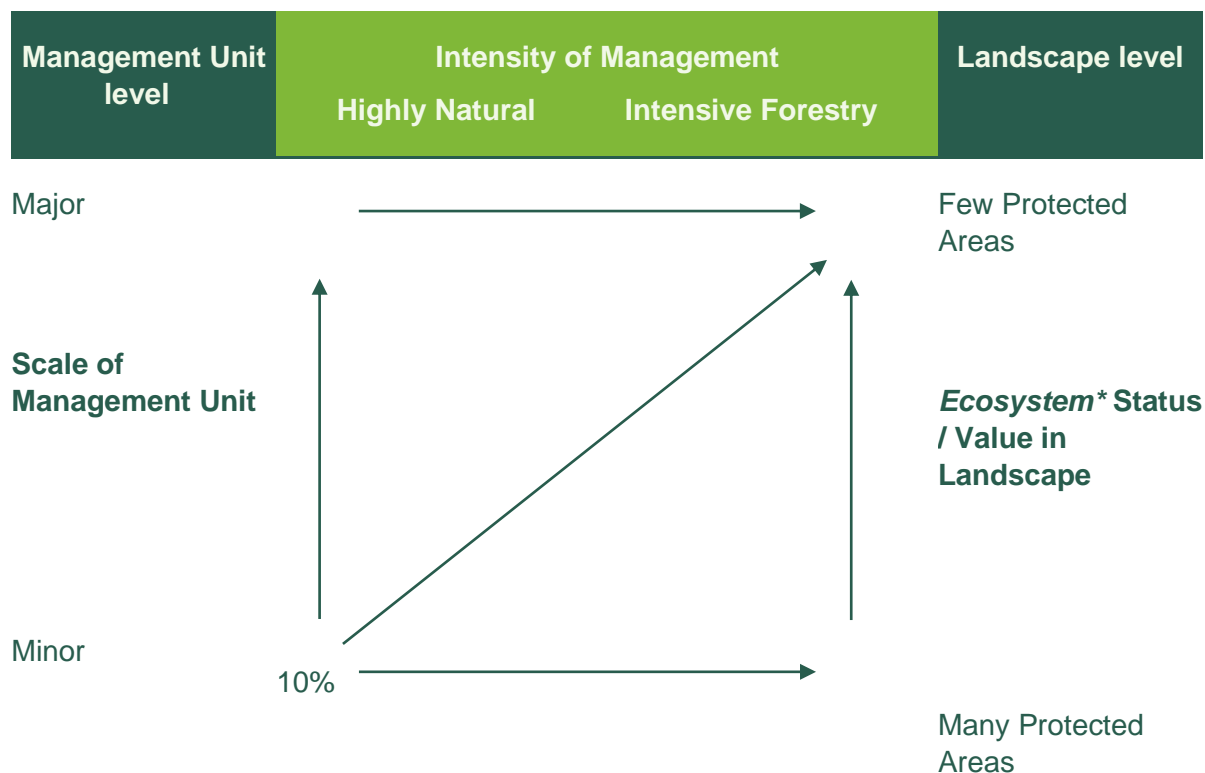 Management Unit
level
Intensity of Management
Highly Natural Intensive Forestry
Landscape level
Major
Few Protected
Areas
Scale of
Management Unit
Ecosystem* Status
/ Value in
Landscape
Minor
10%
Many Protected
Areas